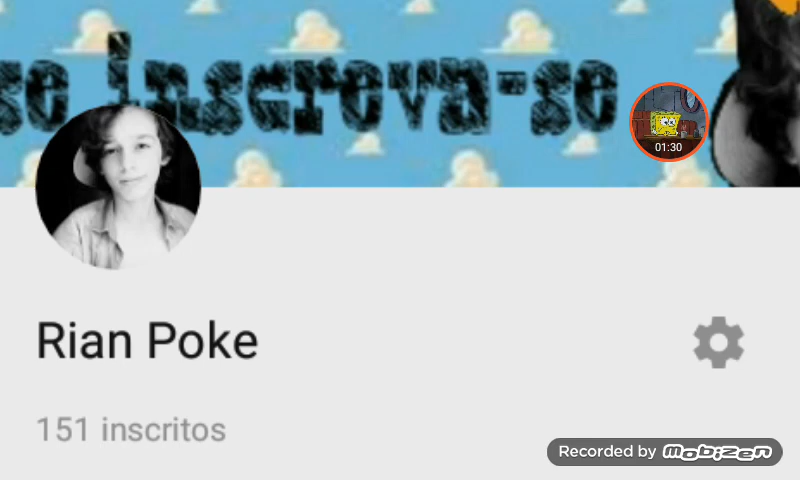 se inscreva-se
01:30
Rian Poke
151 inscritos
Recorded by mobizen